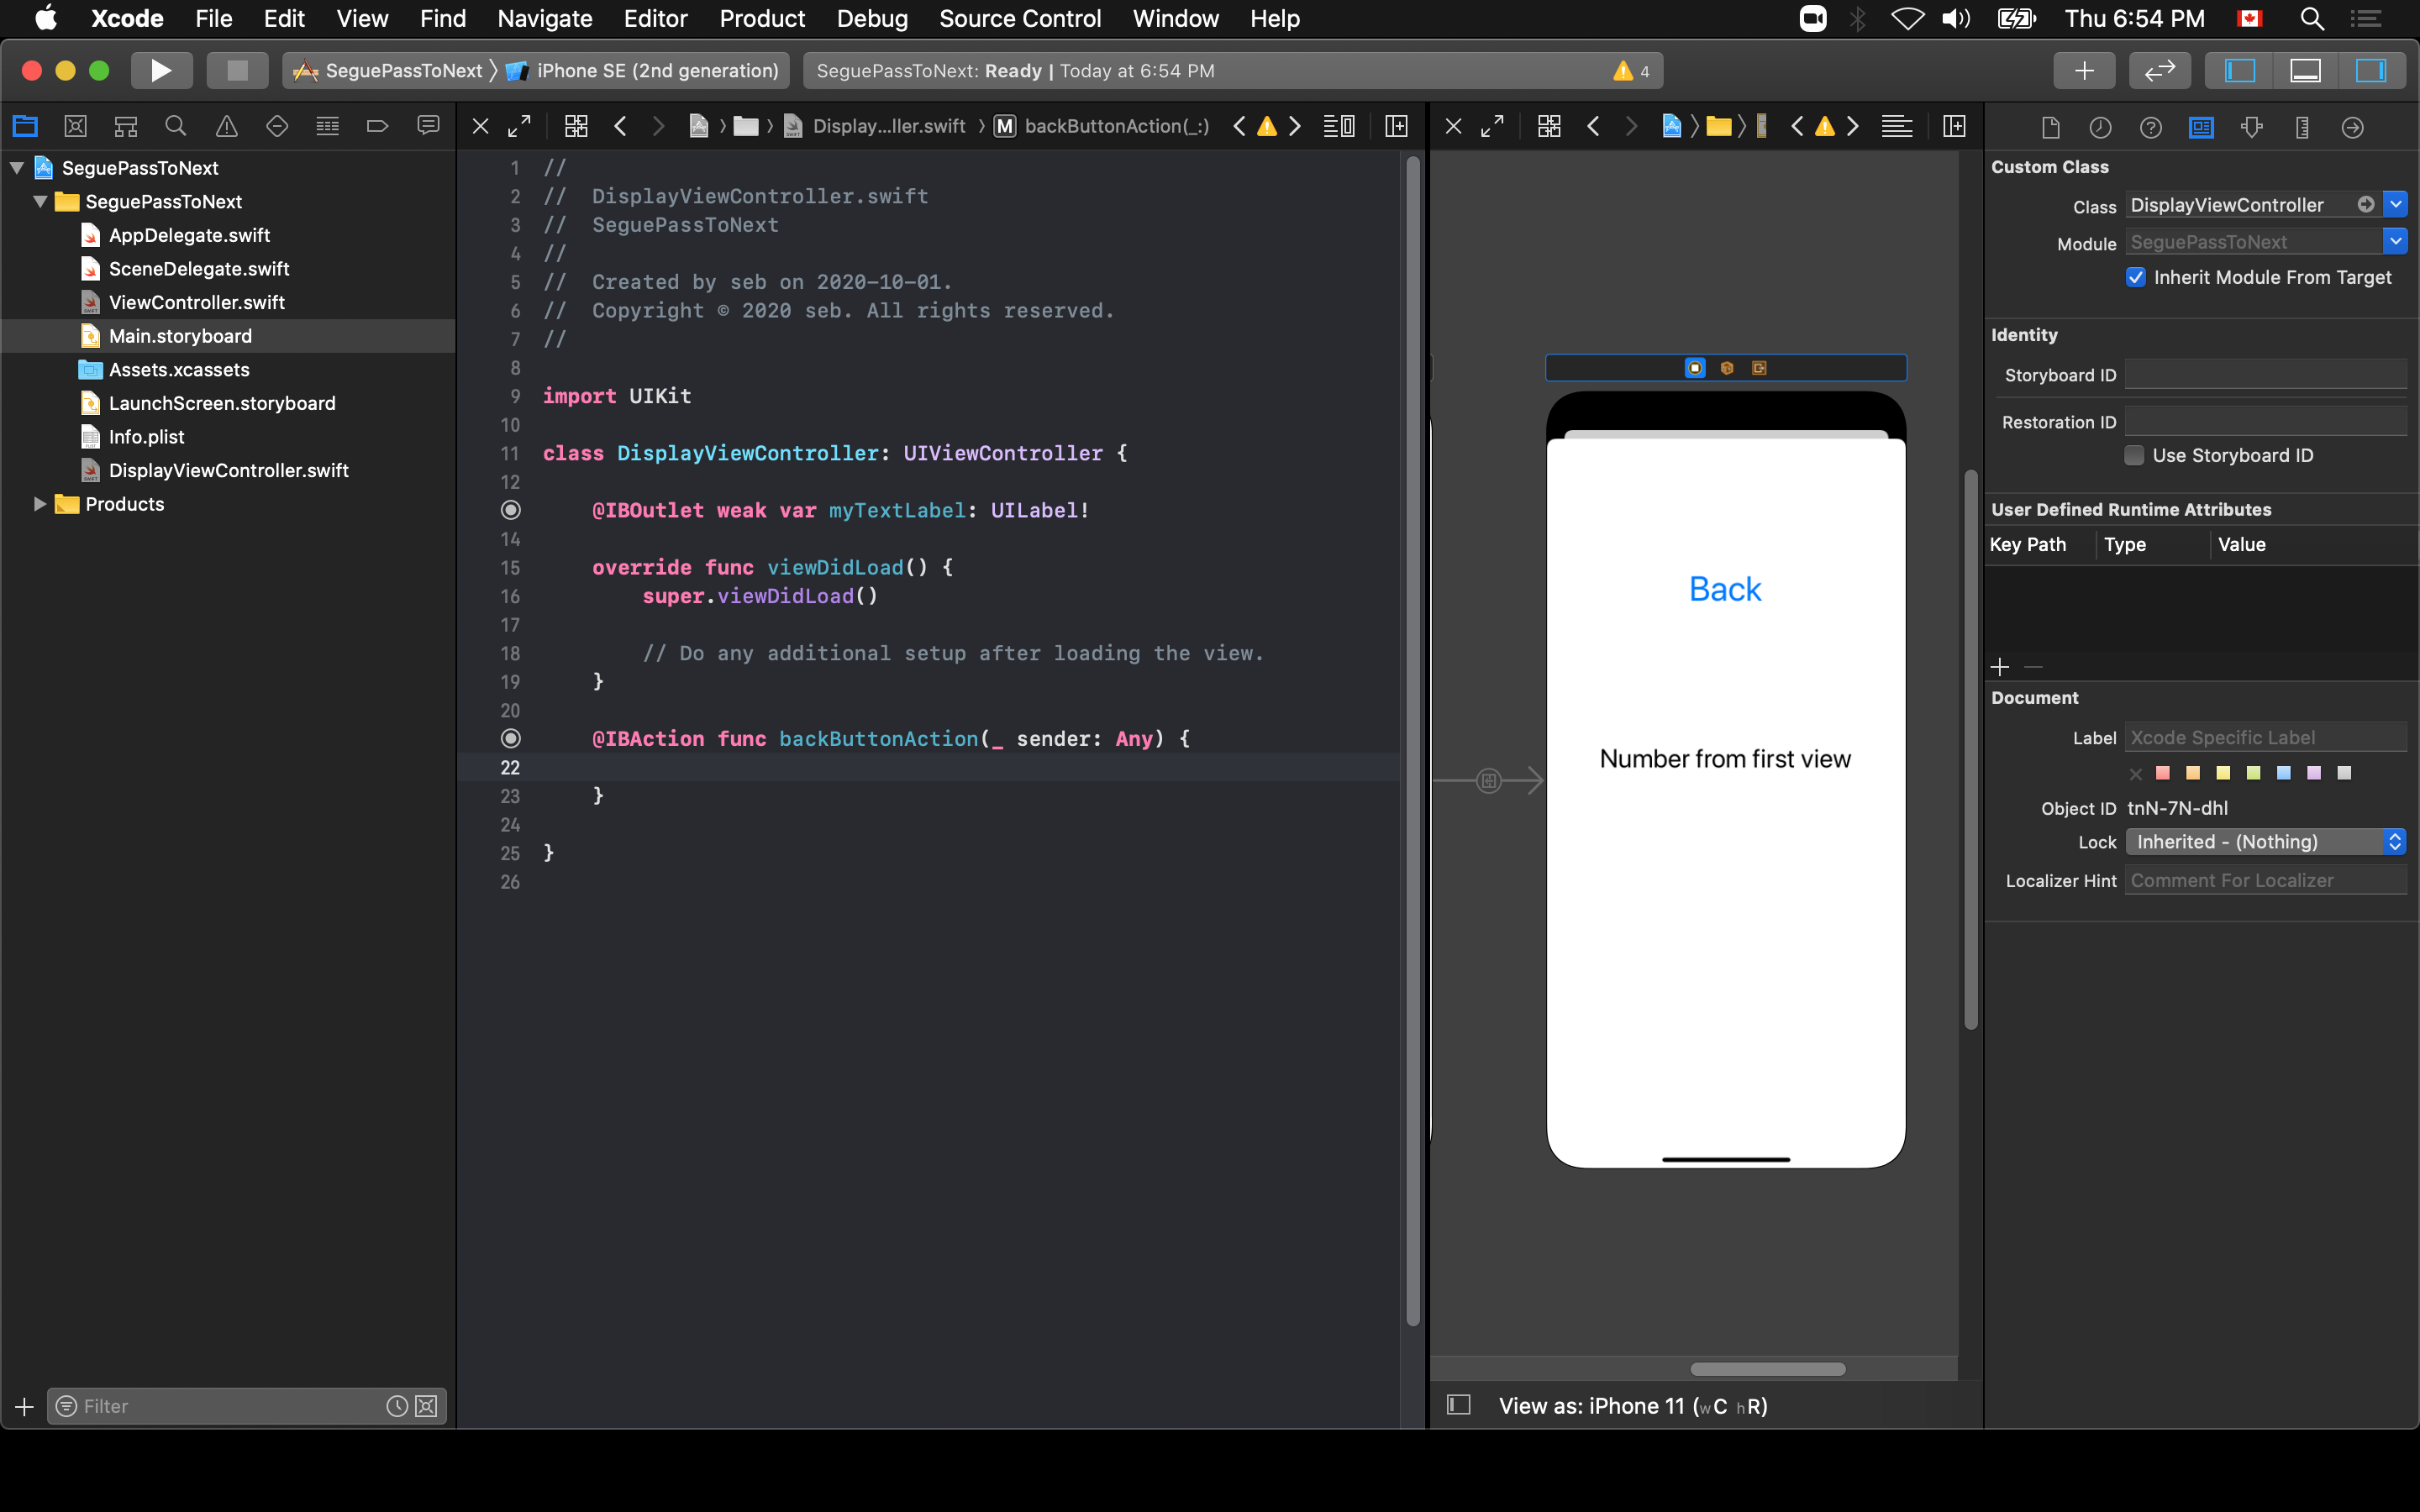 Xcode File Edit View Find Navigate Editor Product Debug Source Control Window Help Thu 6:54 PM
SeguePassToNext iPhone SE (2nd generation) SeguePassToNext: Ready | Today at 6:54 PM 4
Display...ller.swift M backButtonAction(_:)
SeguePassToNext
SeguePassToNext
AppDelegate.swift
SceneDelegate.swift
ViewController.swift
Main.storyboard
Assets.xcassets
LaunchScreen.storyboard
Info.plist
DisplayViewController.swift
Products
Filter
1 //
2 // DisplayViewController.swift
3 // SeguePassToNext
4 //
5 // Created by seb on 2020-10-01.
6 // Copyright © 2020 seb. All rights reserved.
7 //
8
9 import UIKit
10
11 class DisplayViewController: UIViewController {
12
@IBOutlet weak var myTextLabel: UILabel!
14
15 override func viewDidLoad() {
16 super.viewDidLoad()
17
18 // Do any additional setup after loading the view.
19 }
20
@IBAction func backButtonAction(_ sender: Any) {
22
23 }
24
25 }
26
Back
Number from first view
View as: iPhone 11 (wC hR)
Custom Class
Class DisplayViewController
Module SeguePassToNext
Inherit Module From Target
Identity
Storyboard ID
Restoration ID
Use Storyboard ID
User Defined Runtime Attributes
Key Path Type Value
Document
Label Xcode Specific Label
Object ID tnN-7N-dhl
Lock Inherited - (Nothing)
Localizer Hint Comment For Localizer